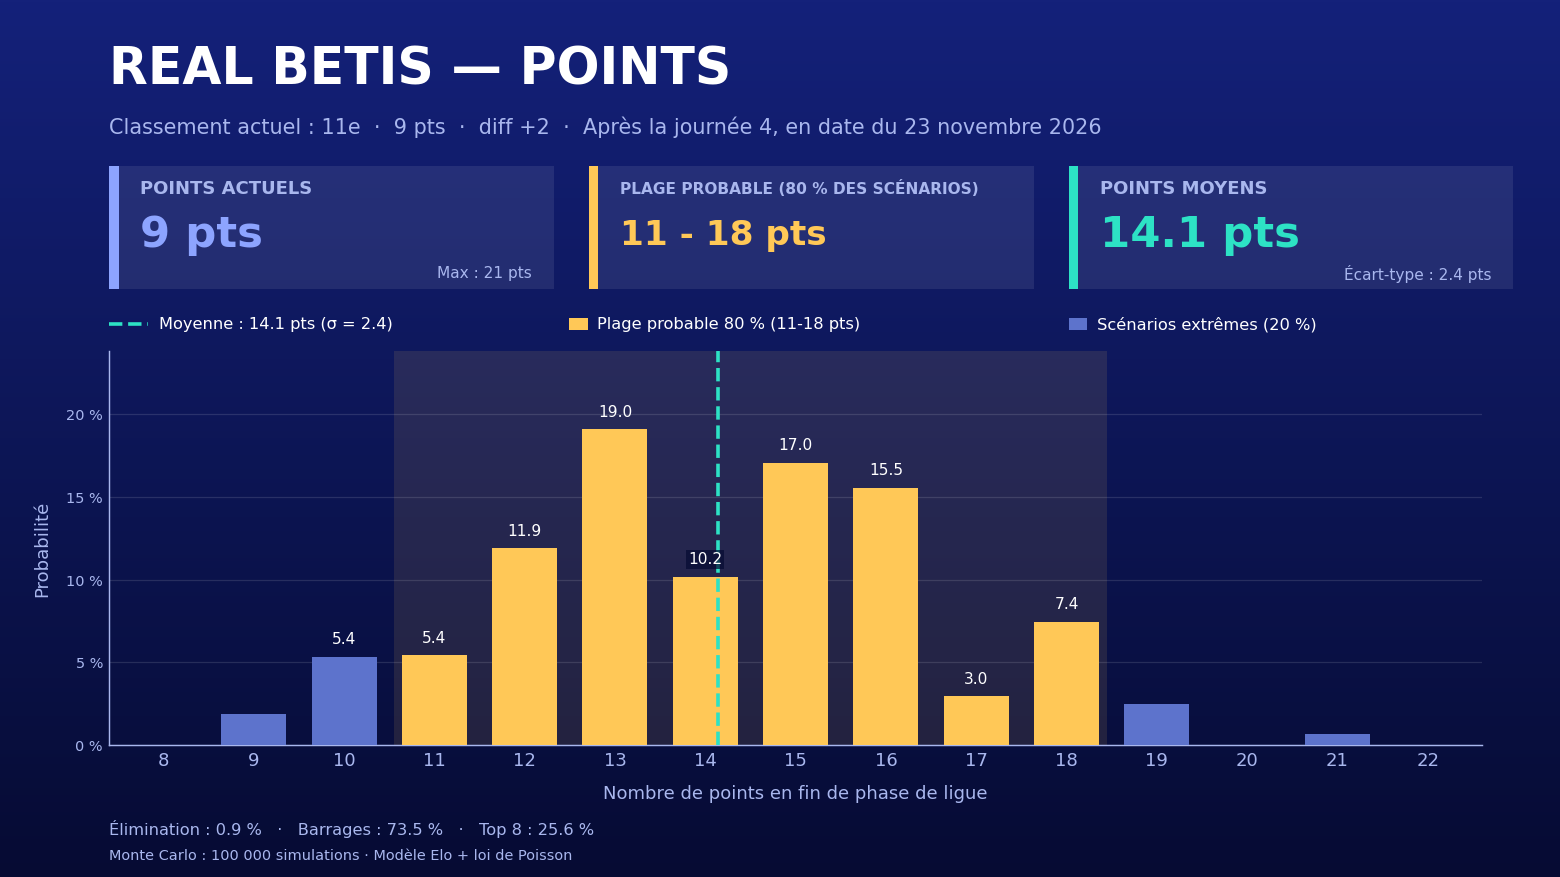 REAL BETIS — POINTS
Classement actuel : 11e · 9 pts · diff +2 · Après la journée 4, en date du 23 novembre 2026
POINTS ACTUELS
9 pts
Max : 21 pts
PLAGE PROBABLE (80 % DES SCÉNARIOS)
11 - 18 pts
POINTS MOYENS
14.1 pts
Écart-type : 2.4 pts
Moyenne : 14.1 pts (σ = 2.4)
Plage probable 80 % (11-18 pts)
Scénarios extrêmes (20 %)
Probabilité
20 %
15 %
10 %
5 %
0 %
5.4
5.4
11.9
19.0
10.2
17.0
15.5
3.0
7.4
8 9 10 11 12 13 14 15 16 17 18 19 20 21 22
Nombre de points en fin de phase de ligue
Élimination : 0.9 % · Barrages : 73.5 % · Top 8 : 25.6 %
Monte Carlo : 100 000 simulations · Modèle Elo + loi de Poisson